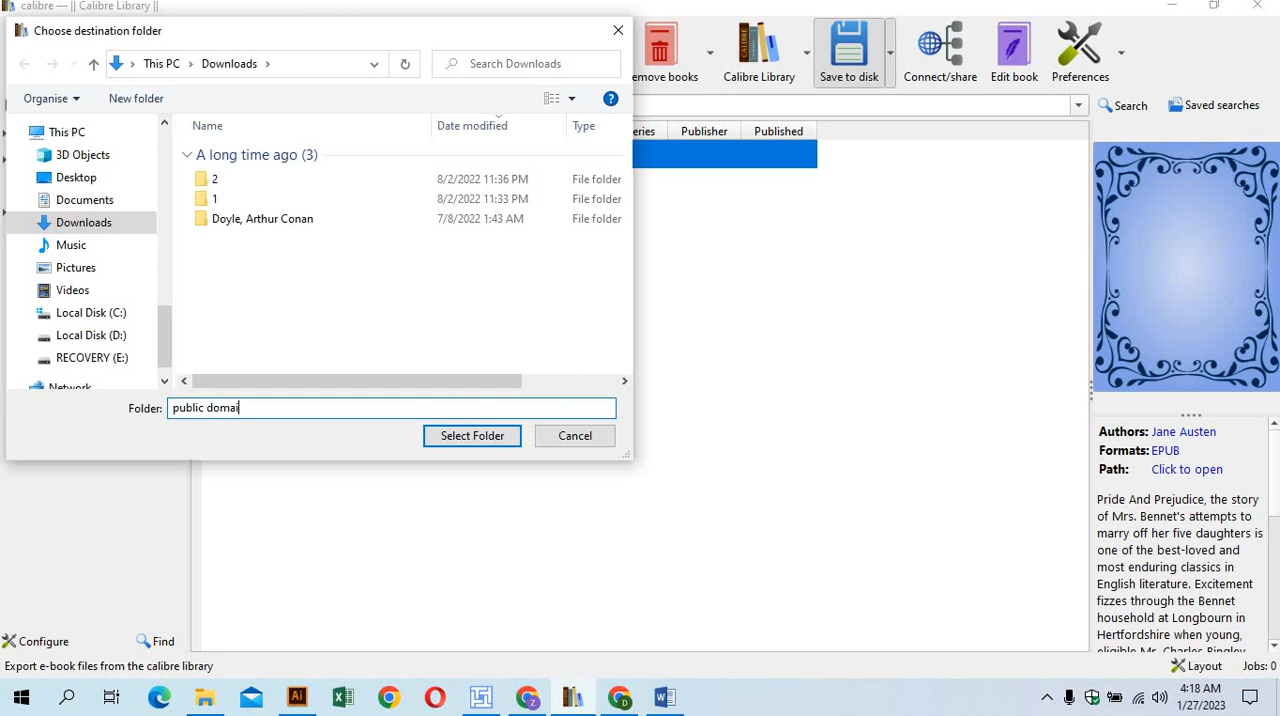 calibre — || Calibre Library ||
Choose destination folder
This PC
Downloads
Search Downloads
Organise
New folder
This PC
3D Objects
Desktop
Documents
Downloads
Music
Pictures
Videos
Local Disk (C:)
Local Disk (D:)
RECOVERY (E:)
Network
Name
Date modified
Type
A long time ago (3)
2 8/2/2022 11:36 PM File folder
1 8/2/2022 11:33 PM File folder
Doyle, Arthur Conan 7/8/2022 1:43 AM File folder
Folder: public domai
Select Folder
Cancel
emove books
Calibre Library
Save to disk
Connect/share
Edit book
Preferences
Search
Saved searches
eries
Publisher
Published
Authors: Jane Austen
Formats: EPUB
Path: Click to open
Pride And Prejudice, the story
of Mrs. Bennet's attempts to
marry off her five daughters is
one of the best-loved and
most enduring classics in
English literature. Excitement
fizzes through the Bennet
household at Longbourn in
Hertfordshire when young,
eligible Mr. Charles Bingley
Configure
Find
Export e-book files from the calibre library
Layout
Jobs: 0
4:18 AM
1/27/2023